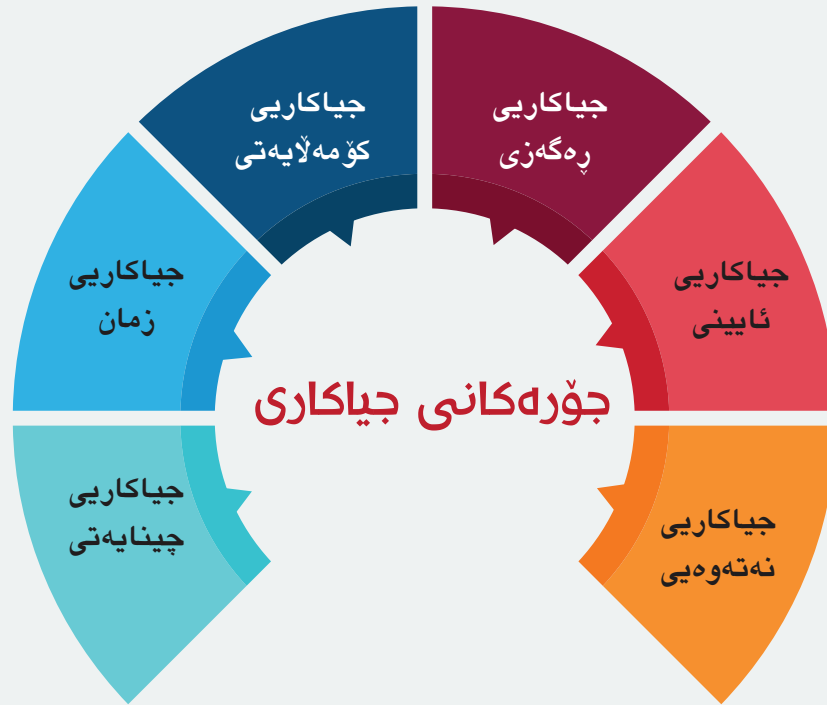 جۆرەکانی جیاکاری
جیاکاریی
ڕەگەزی
جیاکاریی
ئایینی
جیاکاریی
نەتەوەیی
جیاکاریی
کۆمەڵایەتی
جیاکاریی
زمان
جیاکاریی
چینایەتی